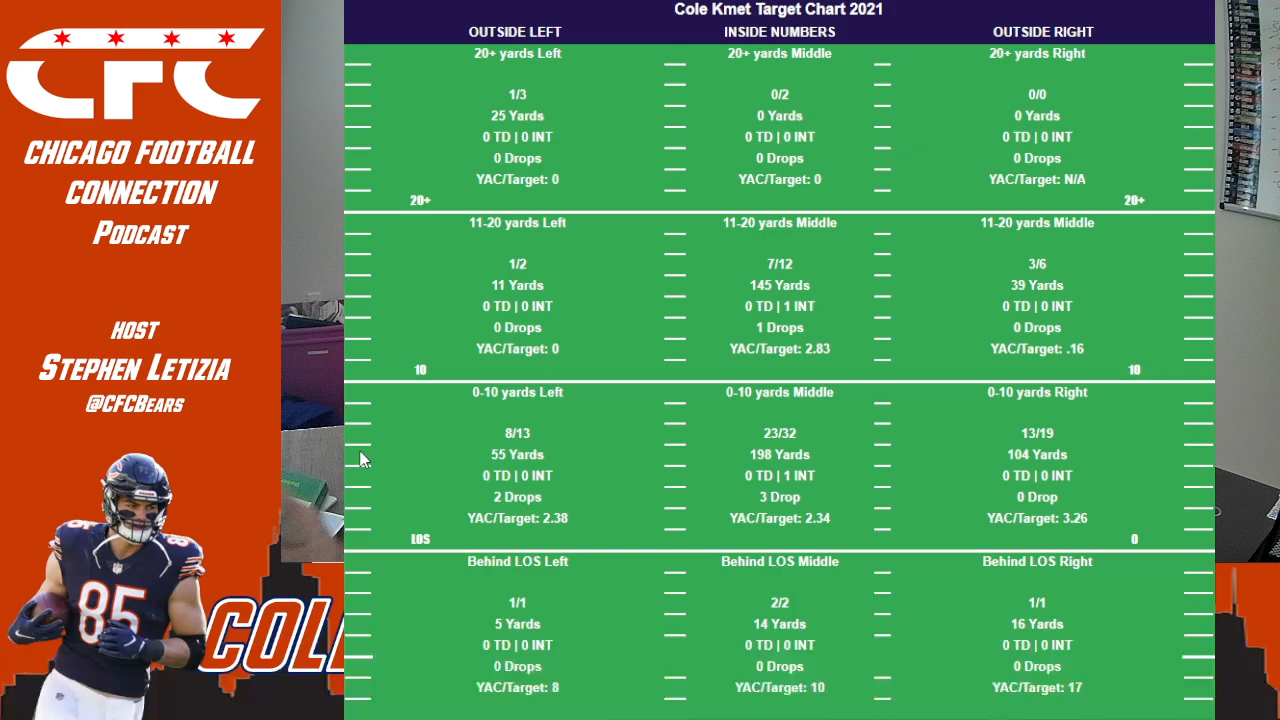 CFC
CHICAGO FOOTBALL
CONNECTION
PODCAST
HOST
STEPHEN LETIZIA
@CFCBEARS
85
85
COL
Cole Kmet Target Chart 2021
OUTSIDE LEFT INSIDE NUMBERS OUTSIDE RIGHT
20+ yards Left 20+ yards Middle 20+ yards Right
1/3 0/2 0/0
25 Yards 0 Yards 0 Yards
0 TD | 0 INT 0 TD | 0 INT 0 TD | 0 INT
0 Drops 0 Drops 0 Drops
YAC/Target: 0 YAC/Target: 0 YAC/Target: N/A
20+ 20+
11-20 yards Left 11-20 yards Middle 11-20 yards Middle
1/2 7/12 3/6
11 Yards 145 Yards 39 Yards
0 TD | 0 INT 0 TD | 1 INT 0 TD | 0 INT
0 Drops 1 Drops 0 Drops
YAC/Target: 0 YAC/Target: 2.83 YAC/Target: .16
10 10
0-10 yards Left 0-10 yards Middle 0-10 yards Right
8/13 23/32 13/19
55 Yards 198 Yards 104 Yards
0 TD | 0 INT 0 TD | 1 INT 0 TD | 0 INT
2 Drops 3 Drop 0 Drop
YAC/Target: 2.38 YAC/Target: 2.34 YAC/Target: 3.26
LOS 0
Behind LOS Left Behind LOS Middle Behind LOS Right
1/1 2/2 1/1
5 Yards 14 Yards 16 Yards
0 TD | 0 INT 0 TD | 0 INT 0 TD | 0 INT
0 Drops 0 Drops 0 Drops
YAC/Target: 8 YAC/Target: 10 YAC/Target: 17